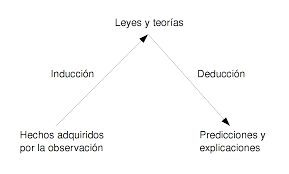 Leyes y teorías
Inducción
Deducción
Hechos adquiridos
por la observación
Predicciones y
explicaciones